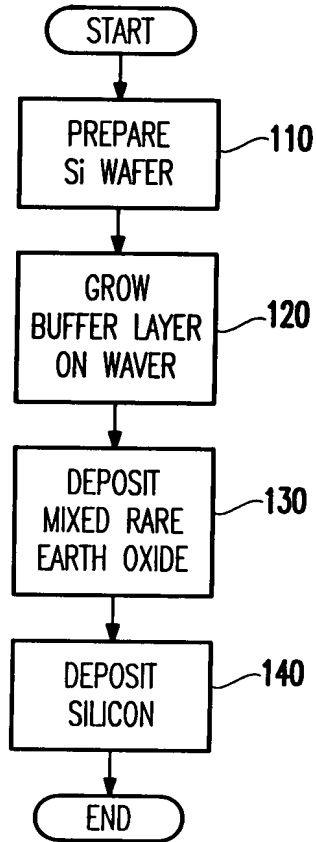 START
PREPARE
Si WAFER
110
GROW
BUFFER LAYER
ON WAVER
120
DEPOSIT
MIXED RARE
EARTH OXIDE
130
DEPOSIT
SILICON
140
END